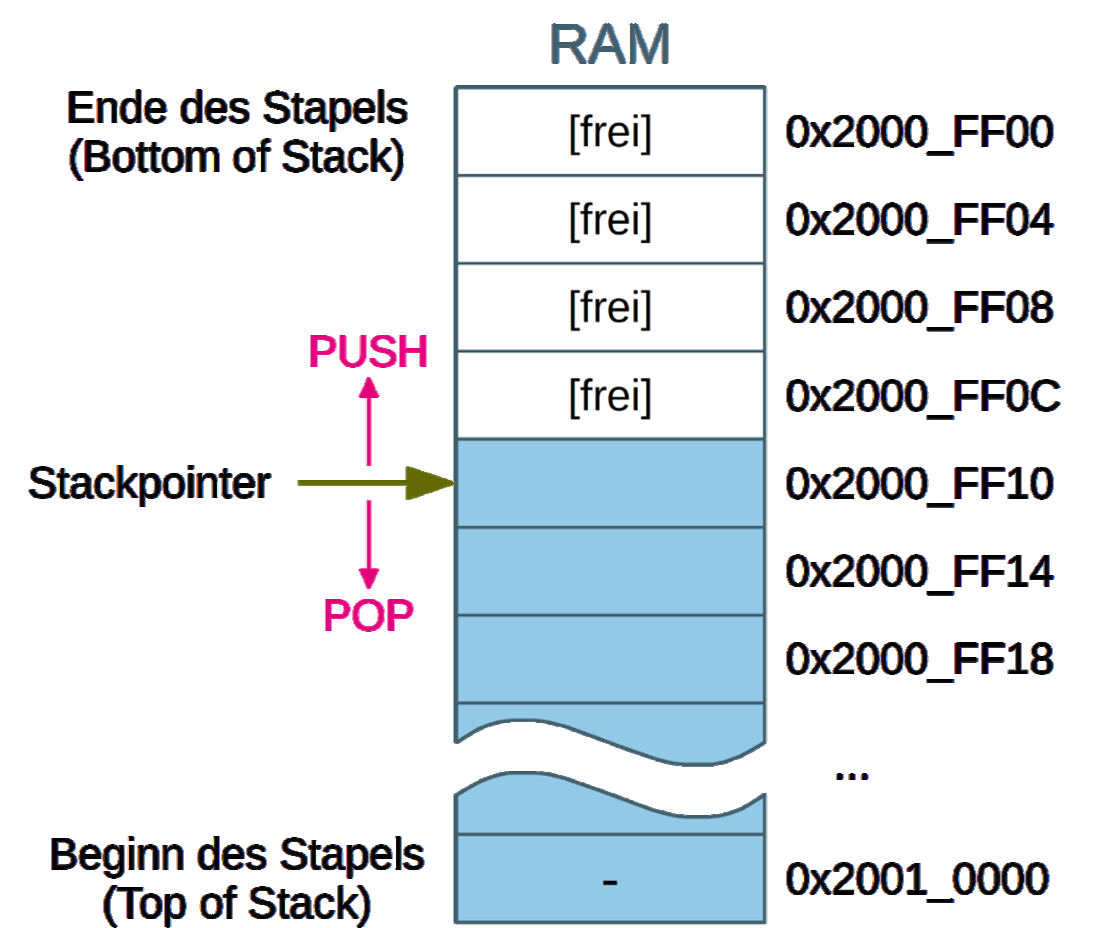 RAM
Ende des Stapels
(Bottom of Stack)
[frei] 0x2000_FF00
[frei] 0x2000_FF04
[frei] 0x2000_FF08
PUSH
[frei] 0x2000_FF0C
Stackpointer 0x2000_FF10
0x2000_FF14
POP
0x2000_FF18
...
Beginn des Stapels
(Top of Stack)
- 0x2001_0000